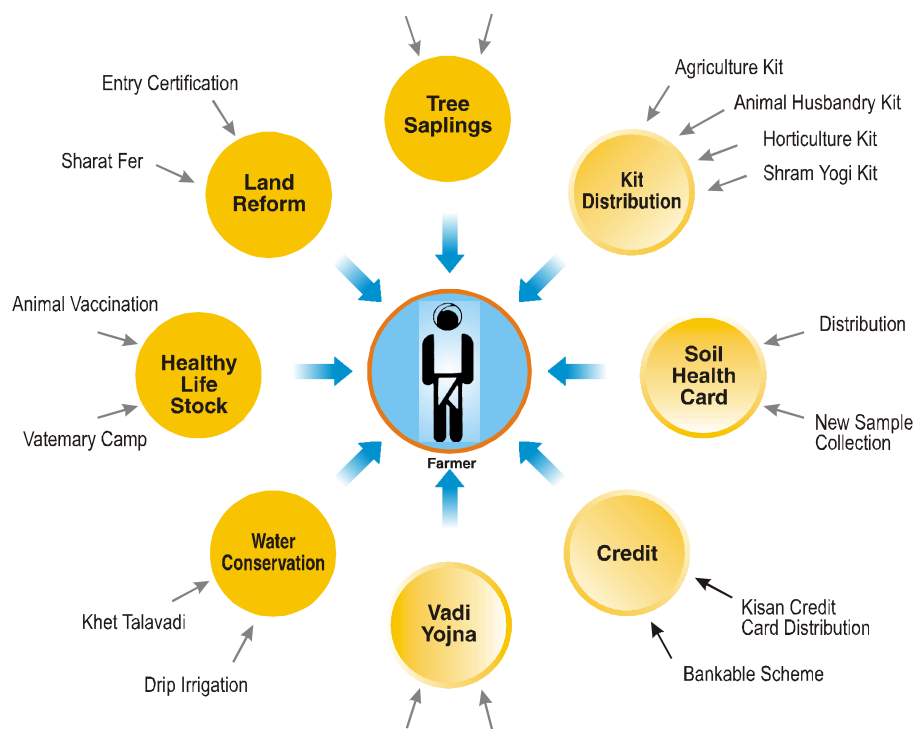 Tree
Saplings
Entry Certification
Sharat Fer
Land
Reform
Agriculture Kit
Animal Husbandry Kit
Horticulture Kit
Shram Yogi Kit
Kit
Distribution
Animal Vaccination
Healthy
Life
Stock
Vatemary Camp
Farmer
Distribution
Soil
Health
Card
New Sample
Collection
Water
Conservation
Khet Talavadi
Drip Irrigation
Vadi
Yojna
Credit
Kisan Credit
Card Distribution
Bankable Scheme